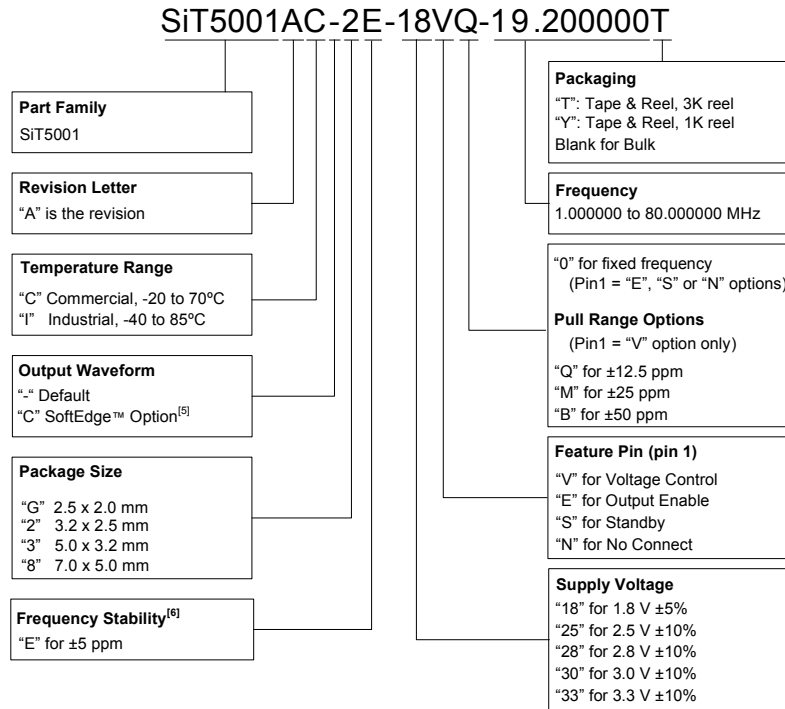 SiT5001AC-2E-18VQ-19.200000T
Part Family
SiT5001
Revision Letter
“A” is the revision
Temperature Range
“C” Commercial, -20 to 70ºC
“I” Industrial, -40 to 85ºC
Output Waveform
“-“ Default
“C” SoftEdge™ Option[5]
Package Size
“G” 2.5 x 2.0 mm
“2” 3.2 x 2.5 mm
“3” 5.0 x 3.2 mm
“8” 7.0 x 5.0 mm
Frequency Stability[6]
“E” for ±5 ppm
Packaging
“T”: Tape & Reel, 3K reel
“Y”: Tape & Reel, 1K reel
Blank for Bulk
Frequency
1.000000 to 80.000000 MHz
“0” for fixed frequency
(Pin1 = “E”, “S” or “N” options)
Pull Range Options
(Pin1 = “V” option only)
“Q” for ±12.5 ppm
“M” for ±25 ppm
“B” for ±50 ppm
Feature Pin (pin 1)
“V” for Voltage Control
“E” for Output Enable
“S” for Standby
“N” for No Connect
Supply Voltage
“18” for 1.8 V ±5%
“25” for 2.5 V ±10%
“28” for 2.8 V ±10%
“30” for 3.0 V ±10%
“33” for 3.3 V ±10%